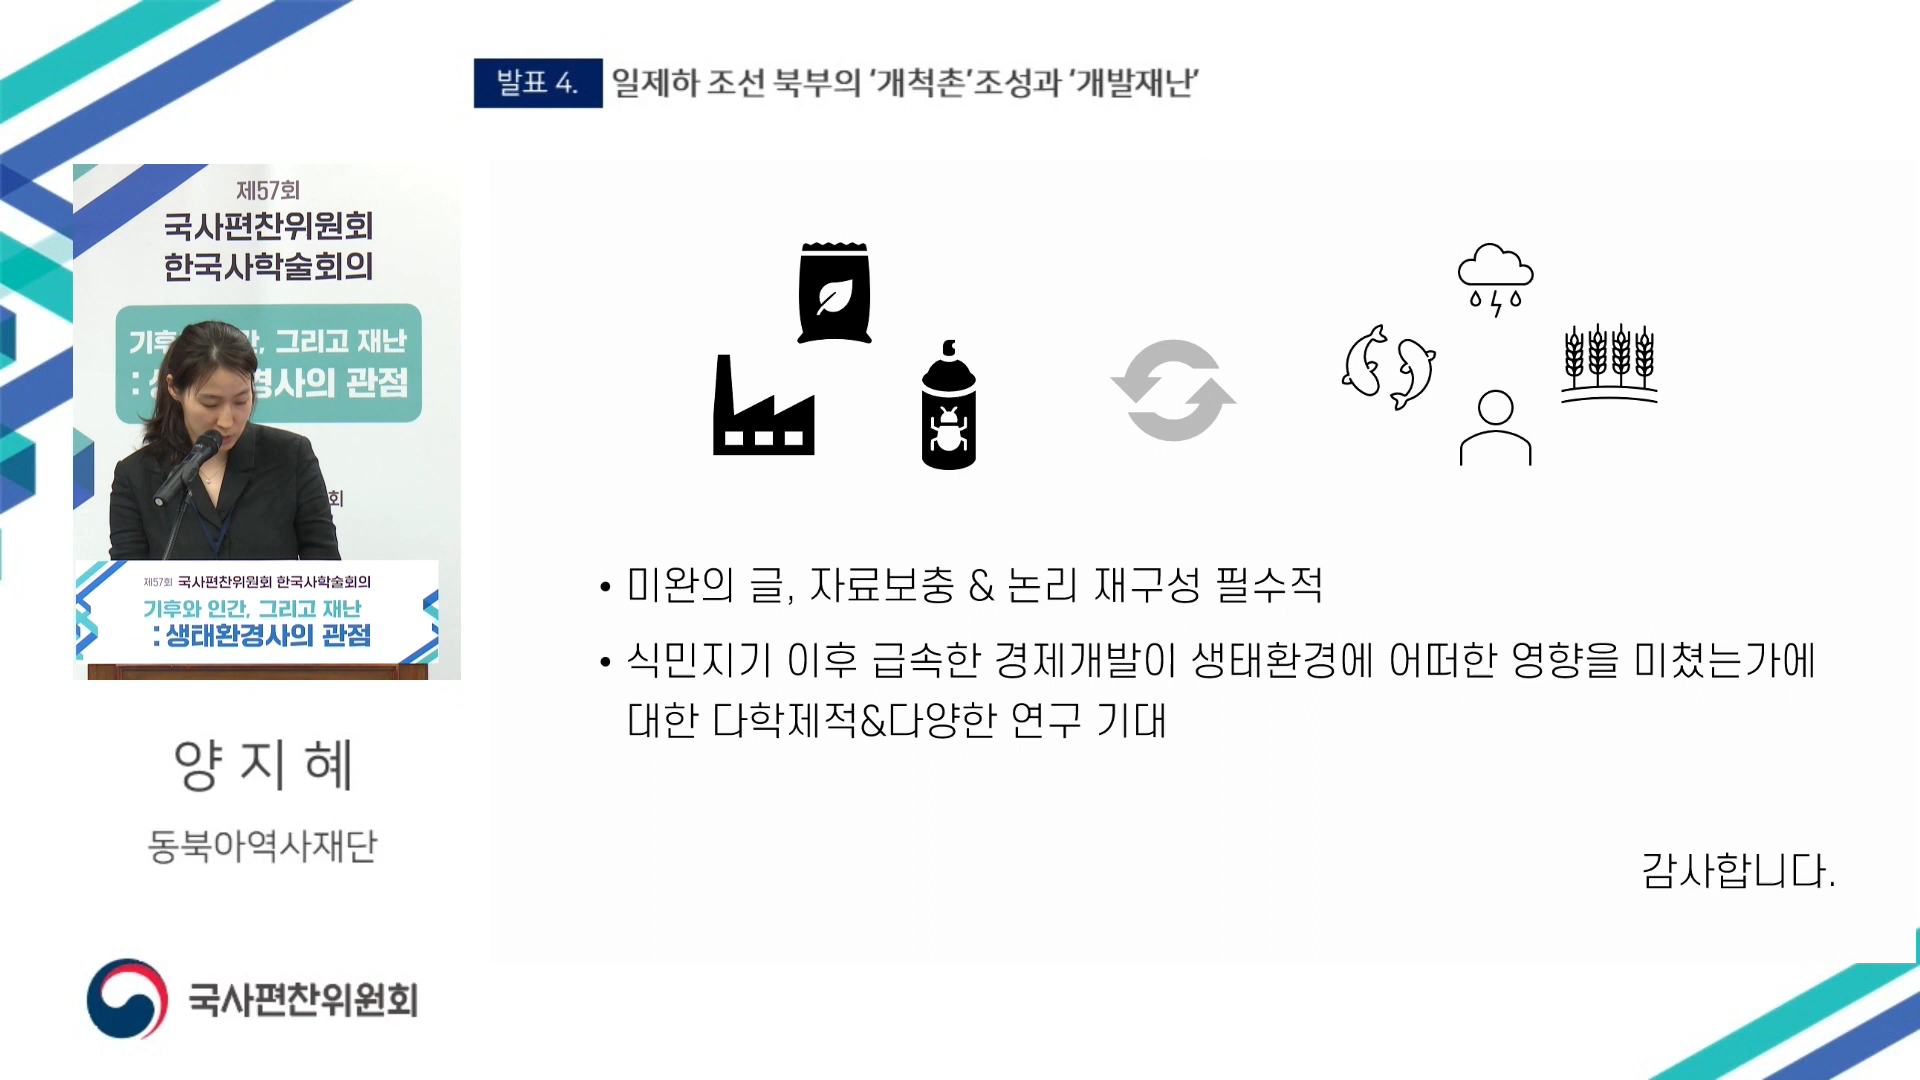 발표 4. 일제하 조선 북부의 ‘개척촌’조성과 ‘개발재난’
제57회
국사편찬위원회
한국사학술회의
그리고 재난
경사의 관점
회
제57회 국사편찬위원회 한국사학술회의
기후와 인간, 그리고 재난
: 생태환경사의 관점
양지혜
동북아역사재단
국사편찬위원회
• 미완의 글, 자료보충 & 논리 재구성 필수적
• 식민지기 이후 급속한 경제개발이 생태환경에 어떠한 영향을 미쳤는가에
대한 다학제적&다양한 연구 기대
감사합니다.